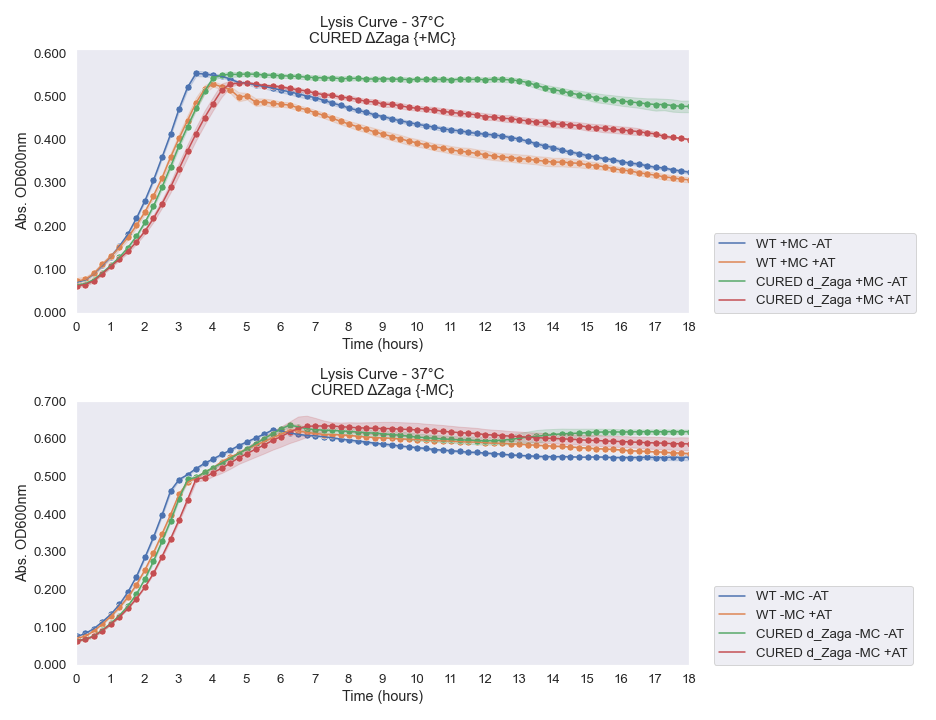 Lysis Curve - 37°C
CURED ΔZaga {+MC}
Abs. OD600nm
0.600
0.500
0.400
0.300
0.200
0.100
0.000
0 1 2 3 4 5 6 7 8 9 10 11 12 13 14 15 16 17 18
Time (hours)
WT +MC -AT
WT +MC +AT
CURED d_Zaga +MC -AT
CURED d_Zaga +MC +AT
Lysis Curve - 37°C
CURED ΔZaga {-MC}
Abs. OD600nm
0.700
0.600
0.500
0.400
0.300
0.200
0.100
0.000
0 1 2 3 4 5 6 7 8 9 10 11 12 13 14 15 16 17 18
Time (hours)
WT -MC -AT
WT -MC +AT
CURED d_Zaga -MC -AT
CURED d_Zaga -MC +AT